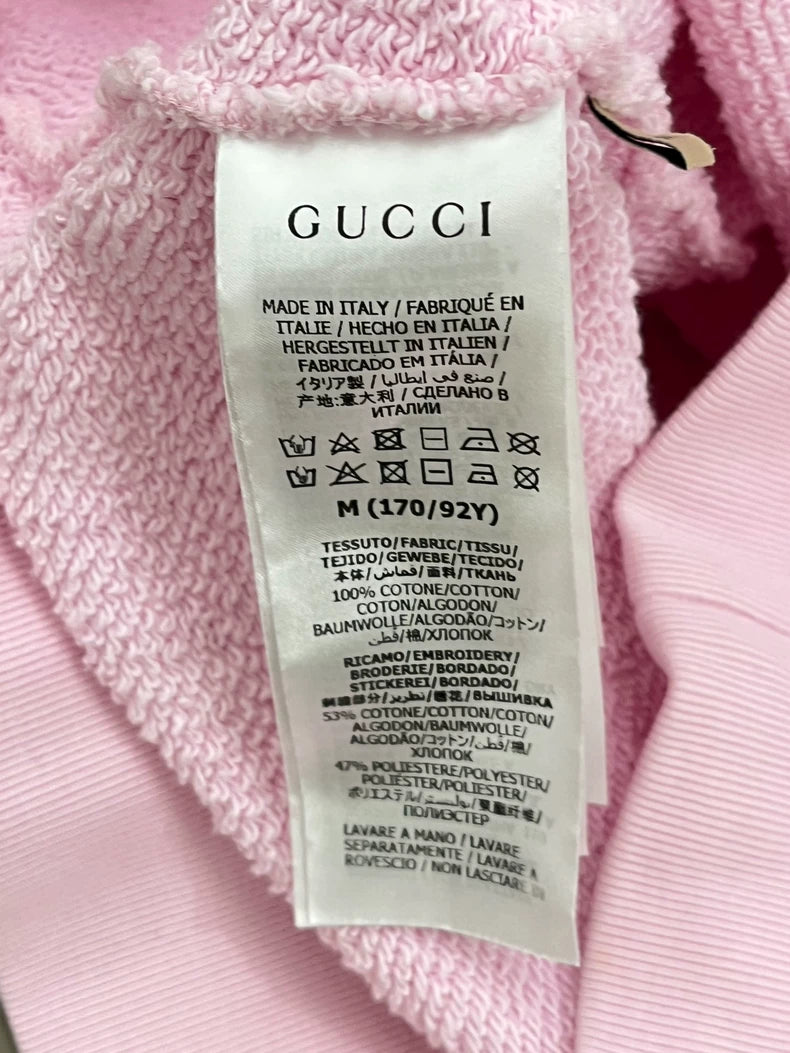 GUCCI
MADE IN ITALY / FABRIQUÉ EN
ITALIE / HECHO EN ITALIA /
HERGESTELLT IN ITALIEN /
FABRICADO EM ITÁLIA /
イタリア製 / صنع في ايطاليا /
产地:意大利 / СДЕЛАНО В
ИТАЛИИ
M (170/92Y)
TESSUTO/FABRIC/TISSU/
TEJIDO/GEWEBE/TECIDO/
本体/قماش/面料/ТКАНЬ
100% COTONE/COTTON/
COTON/ALGODON/
BAUMWOLLE/ALGODÃO/コットン/
قطن/棉/ХЛОПОК
RICAMO/EMBROIDERY/
BRODERIE/BORDADO/
STICKEREI/BORDADO/
刺繍部分/تطريز/绣花/ВЫШИВКА
53% COTONE/COTTON/COTON/
ALGODON/BAUMWOLLE/
ALGODÃO/コットン/قطن/棉/
ХЛОПОК
47% POLIESTERE/POLYESTER/
POLIESTER/POLIESTER/
ポリエステル/بوليستر/聚酯纤维/
ПОЛИЭСТЕР
LAVARE A MANO / LAVARE
SEPARATAMENTE / LAVARE A
ROVESCIO / NON LASCIARE IN